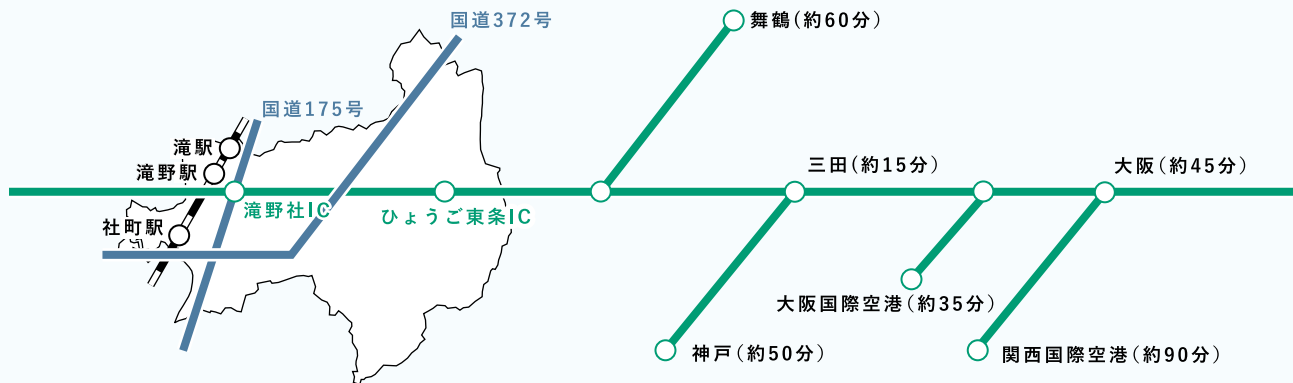 国道372号
舞鶴(約60分)
国道175号
滝駅
滝野駅
三田(約15分)
大阪(約45分)
滝野社IC
ひょうご東条IC
社町駅
大阪国際空港(約35分)
神戸(約50分)
関西国際空港(約90分)